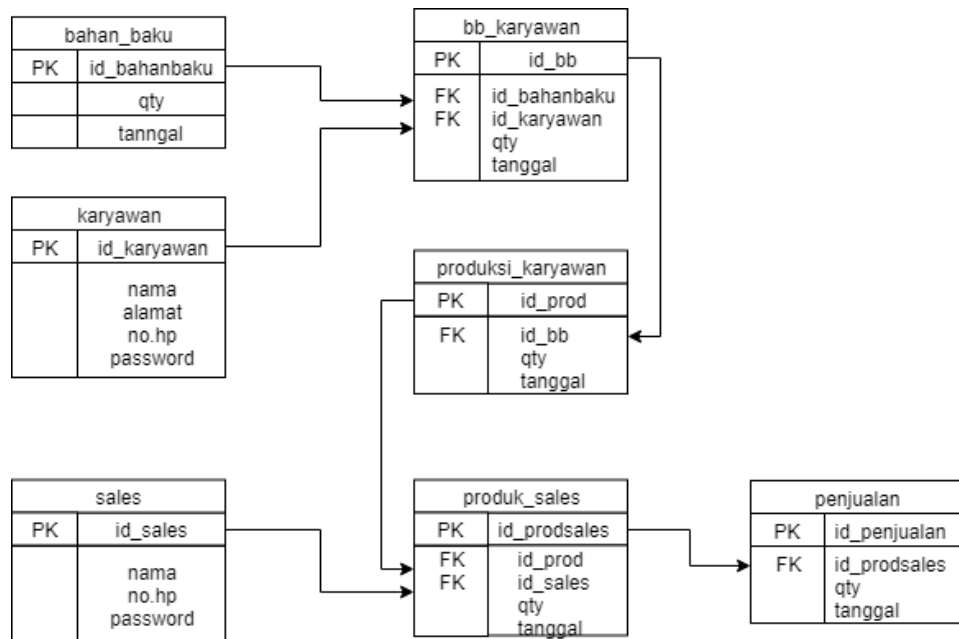 bahan_baku
PK id_bahanbaku
qty
tanngal
bb_karyawan
PK id_bb
FK id_bahanbaku
FK id_karyawan
qty
tanggal
karyawan
PK id_karyawan
nama
alamat
no.hp
password
produksi_karyawan
PK id_prod
FK id_bb
qty
tanggal
sales
PK id_sales
nama
no.hp
password
produk_sales
PK id_prodsales
FK id_prod
FK id_sales
qty
tanggal
penjualan
PK id_penjualan
FK id_prodsales
qty
tanggal